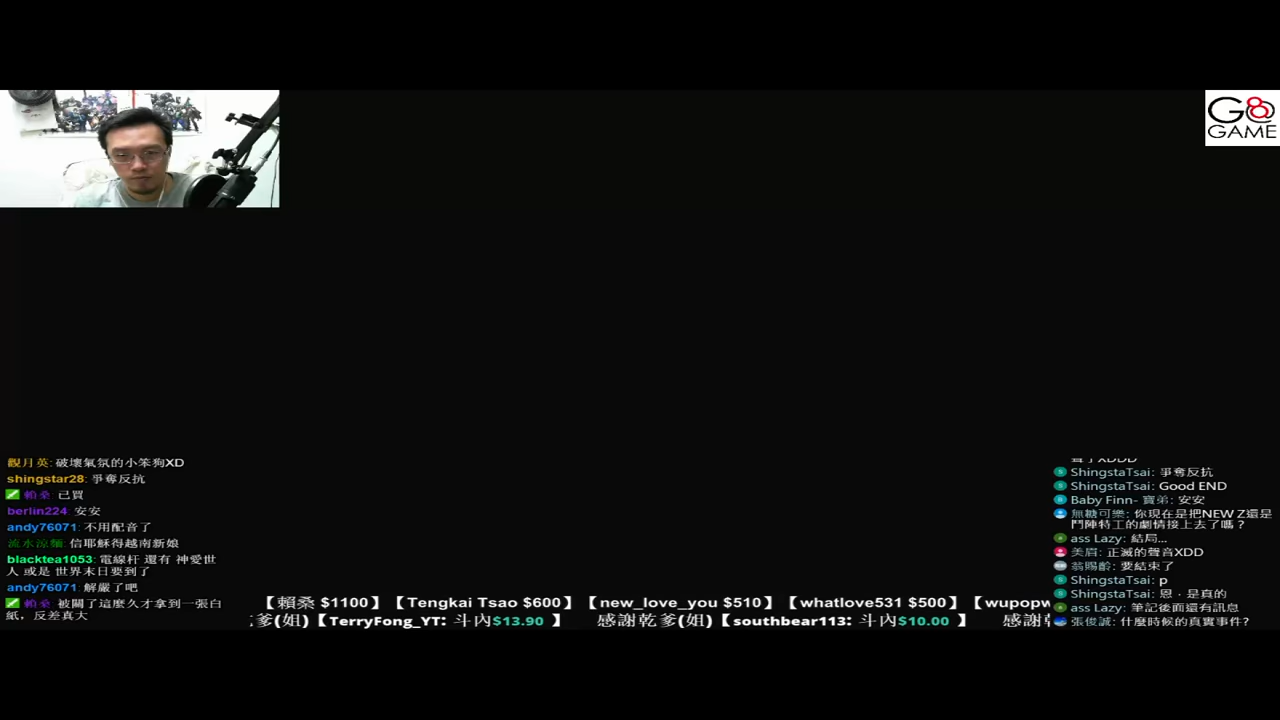 G8@
GAME
觀月英: 破壞氣氛的小笨狗XD
shingstar28: 爭奪反抗
賴桑: 已買
berlin224: 安安
andy76071: 不用配音了
流水涼麵: 信耶穌得越南新娘
blacktea1053: 電線杆 還有 神愛世
人 或是 世界末日要到了
andy76071: 解嚴了吧
賴桑: 被關了這麼久才拿到一張白
紙，反差真大
ShingstaTsai: 爭奪反抗
ShingstaTsai: Good END
Baby Finn- 寶弟: 安安
無糖可樂: 你現在是把NEW Z還是
鬥陣特工的劇情接上去了嗎？
ass Lazy: 結局...
美眉: 正滅的聲音XDD
翁賜齡: 要結束了
ShingstaTsai: p
ShingstaTsai: 恩，是真的
ass Lazy: 筆記後面還有訊息
張俊誠: 什麼時候的真實事件?
【賴桑 $1100】 【Tengkai Tsao $600】 【new_love_you $510】 【whatlove531 $500】 【wupopw
爹(姐)【TerryFong_YT: 斗內$13.90 】 感謝乾爹(姐)【southbear113: 斗內$10.00 】 感謝